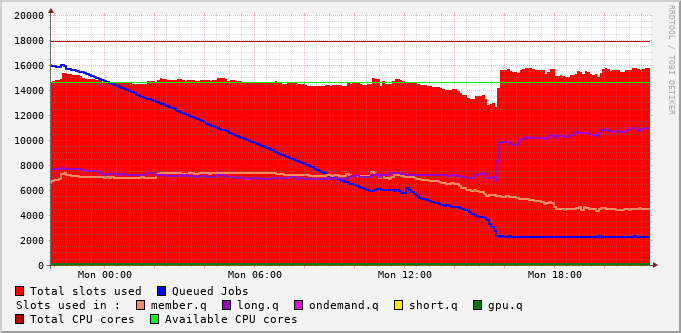 20000
18000
16000
14000
12000
10000
8000
6000
4000
2000
0
Mon 00:00 Mon 06:00 Mon 12:00 Mon 18:00
RRDTOOL / TOBI OETIKER
Total slots used Queued Jobs
Slots used in : member.q long.q ondemand.q short.q gpu.q
Total CPU cores Available CPU cores